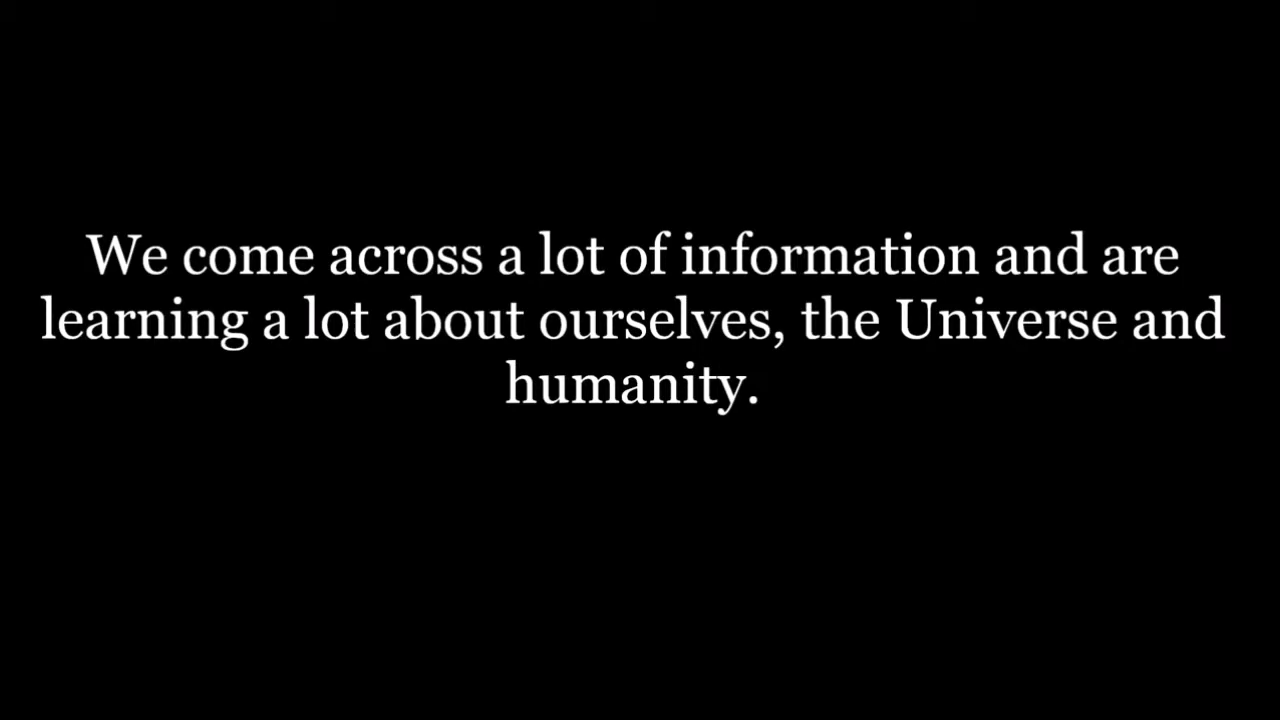 We come across a lot of information and are
learning a lot about ourselves, the Universe and
humanity.